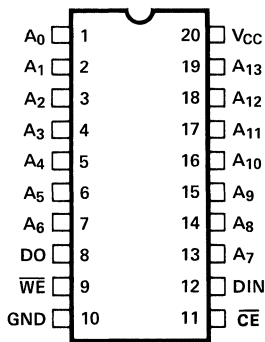 A0 1 20 VCC
A1 2 19 A13
A2 3 18 A12
A3 4 17 A11
A4 5 16 A10
A5 6 15 A9
A6 7 14 A8
DO 8 13 A7
W̅E̅ 9 12 DIN
GND 10 11 C̅E̅